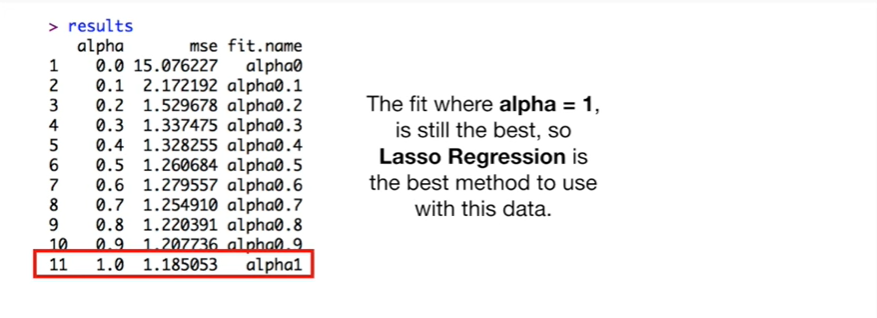 > results
alpha mse fit.name
1 0.0 15.076227 alpha0
2 0.1 2.172192 alpha0.1
3 0.2 1.529678 alpha0.2
4 0.3 1.337475 alpha0.3
5 0.4 1.328255 alpha0.4
6 0.5 1.260684 alpha0.5
7 0.6 1.279557 alpha0.6
8 0.7 1.254910 alpha0.7
9 0.8 1.220391 alpha0.8
10 0.9 1.207736 alpha0.9
11 1.0 1.185053 alpha1
The fit where alpha = 1,
is still the best, so
Lasso Regression is
the best method to use
with this data.